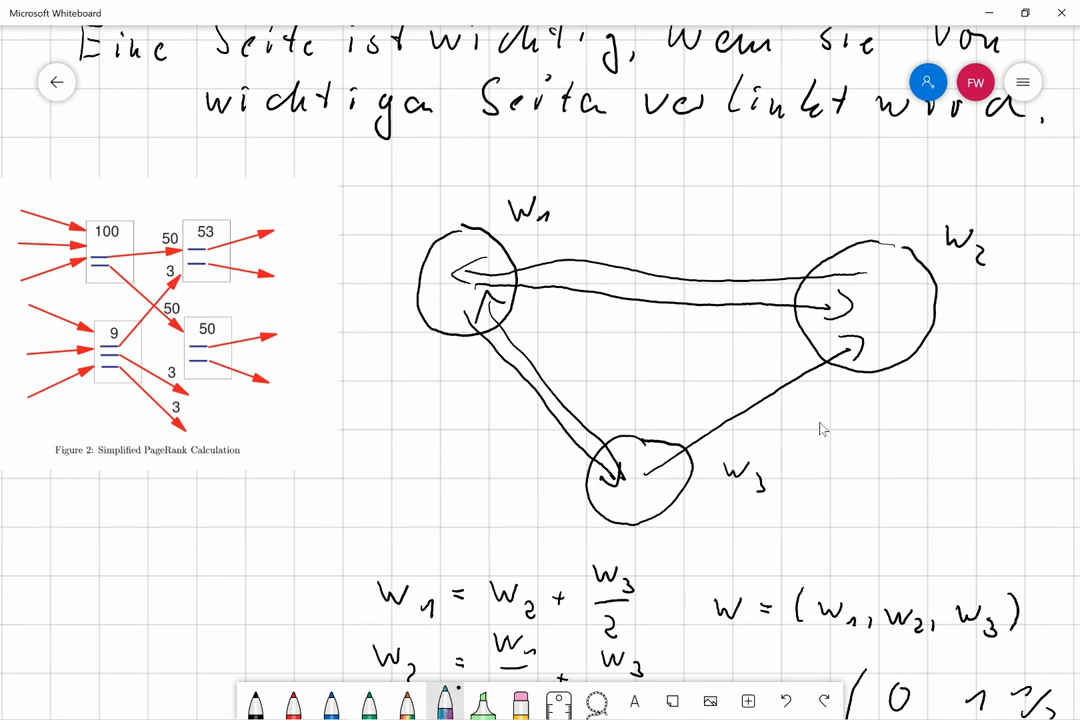 Microsoft Whiteboard
Eine Seite ist wichtig, wenn sie von
wichtigen Seiten verlinkt wird.
FW
W1
W2
W3
100
50
53
3
50
9
50
3
3
Figure 2: Simplified PageRank Calculation
W1 = W2 + W3/2
W = (W1, W2, W3)
W2 = W1 + W3
( 0 1
A